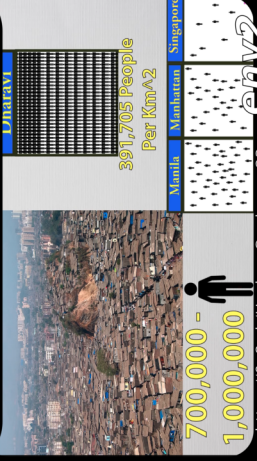 Dharavi
391,705 People
Per Km^2
Singapore
Manhattan
Manila
700,000 -
1,000,000